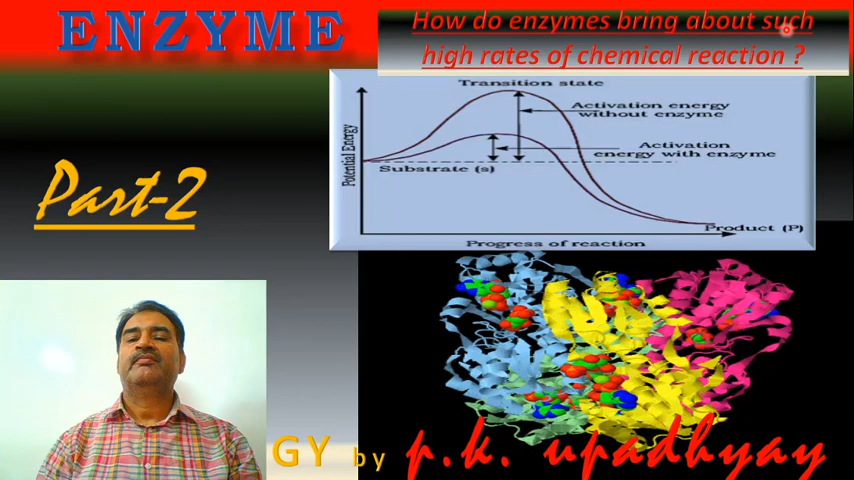 ENZYME
How do enzymes bring about such
high rates of chemical reaction ?
Transition state
Activation energy
without enzyme
Activation
energy with enzyme
Potential Energy
Substrate (s)
Product (P)
Progress of reaction
Part-2
GY by p.k. upadhyay